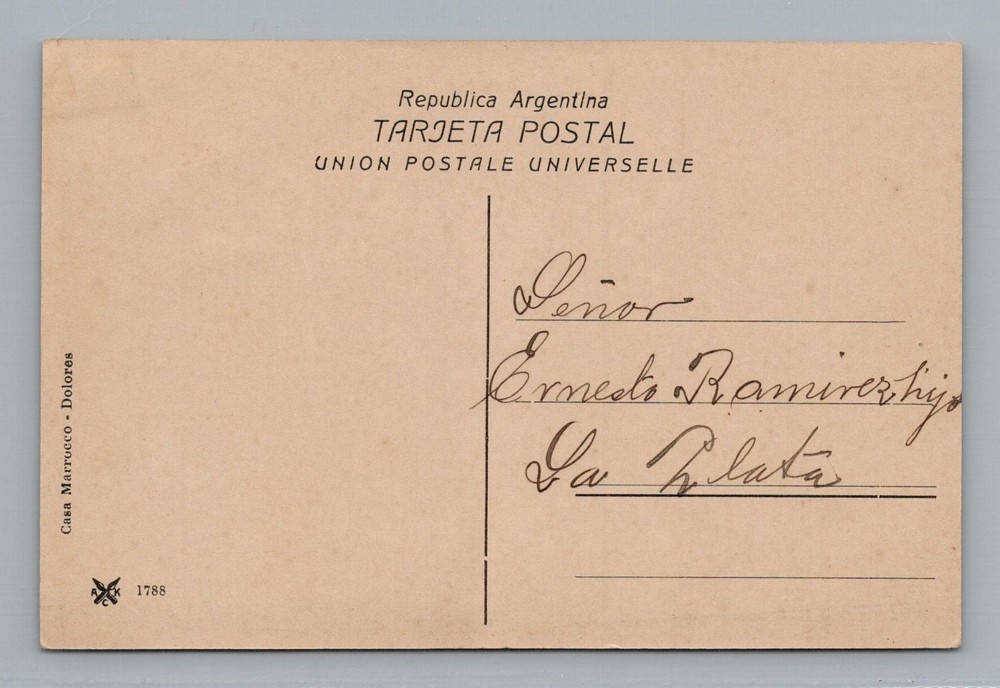 Republica Argentina
TARJETA POSTAL
UNION POSTALE UNIVERSELLE
Señor
Ernesto Ramirez hijo
La Plata
Casa Marrocco - Dolores
A C K
1788